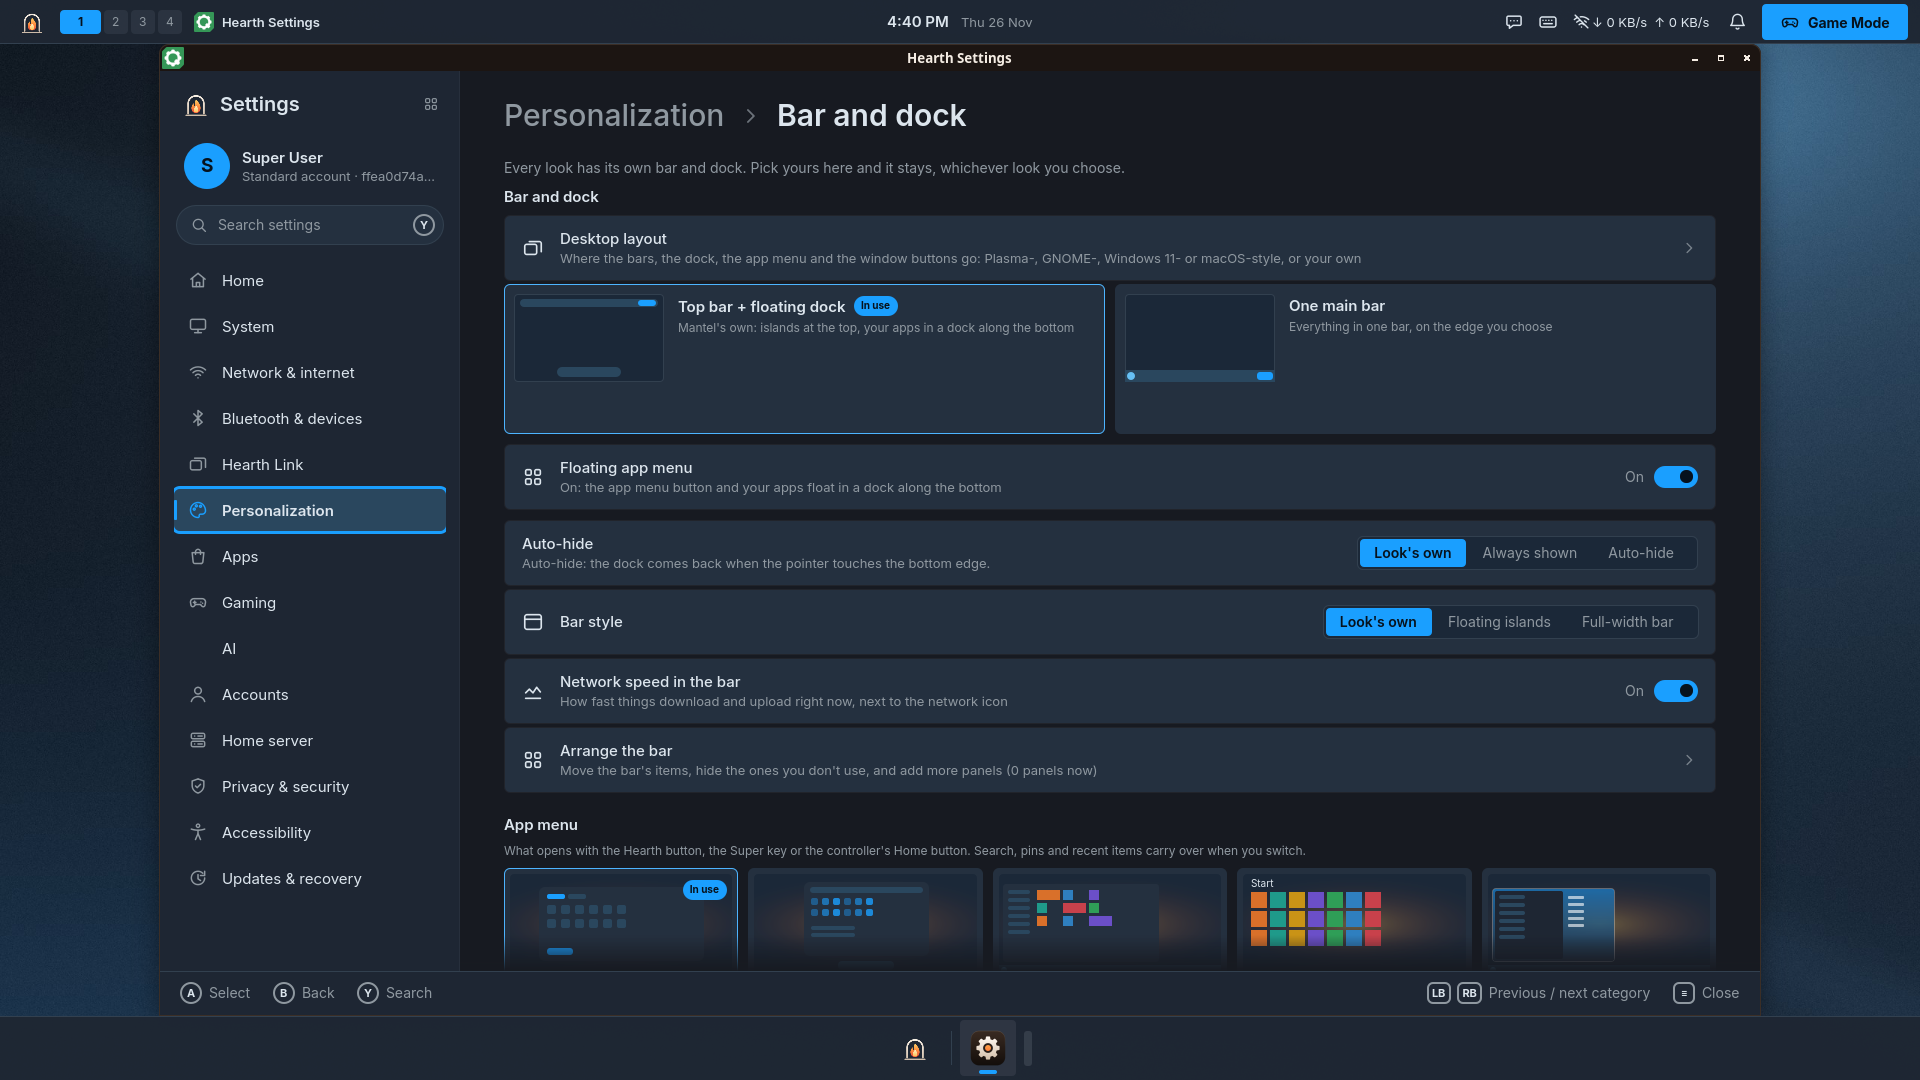 1 2 3 4 Hearth Settings
4:40 PM Thu 26 Nov
↓ 0 KB/s ↑ 0 KB/s
Game Mode
Hearth Settings
Settings
S
Super User
Standard account · ffea0d74a...
Search settings Y
Home
System
Network & internet
Bluetooth & devices
Hearth Link
Personalization
Apps
Gaming
AI
Accounts
Home server
Privacy & security
Accessibility
Updates & recovery
Personalization > Bar and dock
Every look has its own bar and dock. Pick yours here and it stays, whichever look you choose.
Bar and dock
Desktop layout
Where the bars, the dock, the app menu and the window buttons go: Plasma-, GNOME-, Windows 11- or macOS-style, or your own
Top bar + floating dock In use
Mantel's own: islands at the top, your apps in a dock along the bottom
One main bar
Everything in one bar, on the edge you choose
Floating app menu
On: the app menu button and your apps float in a dock along the bottom
On
Auto-hide
Auto-hide: the dock comes back when the pointer touches the bottom edge.
Look's own Always shown Auto-hide
Bar style
Look's own Floating islands Full-width bar
Network speed in the bar
How fast things download and upload right now, next to the network icon
On
Arrange the bar
Move the bar's items, hide the ones you don't use, and add more panels (0 panels now)
App menu
What opens with the Hearth button, the Super key or the controller's Home button. Search, pins and recent items carry over when you switch.
In use
Start
A Select B Back Y Search
LB RB Previous / next category ≡ Close